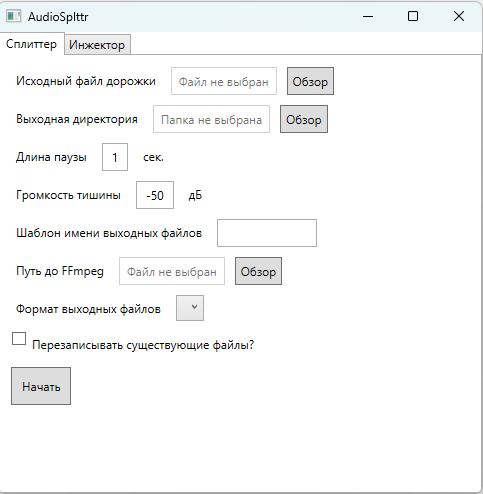 AudioSplttr
Сплиттер Инжектор
Исходный файл дорожки Файл не выбран Обзор
Выходная директория Папка не выбрана Обзор
Длина паузы 1 сек.
Громкость тишины -50 дБ
Шаблон имени выходных файлов
Путь до FFmpeg Файл не выбран Обзор
Формат выходных файлов
Перезаписывать существующие файлы?
Начать